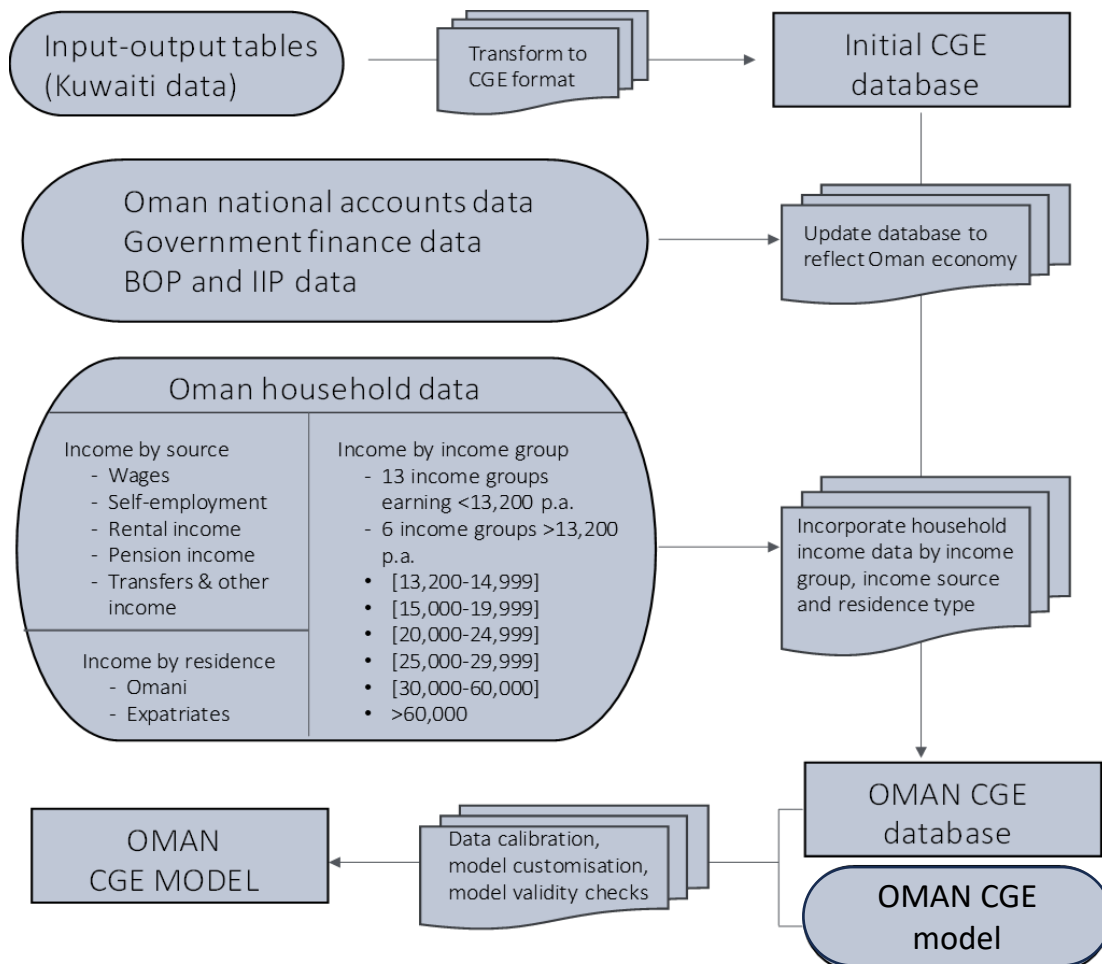 Input-output tables
(Kuwaiti data)
Transform to
CGE format
Initial CGE
database
Oman national accounts data
Government finance data
BOP and IIP data
Update database to
reflect Oman economy
Oman household data
Income by source
- Wages
- Self-employment
- Rental income
- Pension income
- Transfers & other
income
Income by residence
- Omani
- Expatriates
Income by income group
- 13 income groups
earning <13,200 p.a.
- 6 income groups >13,200
p.a.
• [13,200-14,999]
• [15,000-19,999]
• [20,000-24,999]
• [25,000-29,999]
• [30,000-60,000]
• >60,000
Incorporate household
income data by income
group, income source
and residence type
OMAN CGE
database
OMAN CGE
model
Data calibration,
model customisation,
model validity checks
OMAN
CGE MODEL